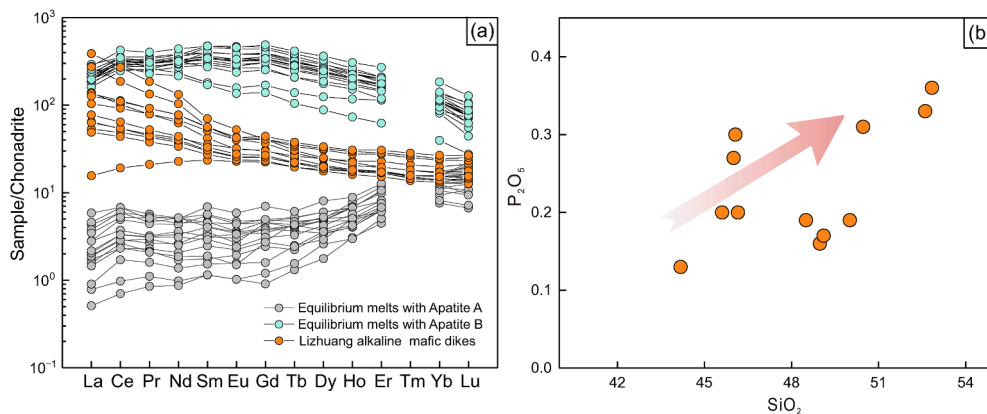 (a)
Sample/Chonadrite
10³
10²
10¹
10⁰
10⁻¹
Equilibrium melts with Apatite A
Equilibrium melts with Apatite B
Lizhuang alkaline mafic dikes
La Ce Pr Nd Sm Eu Gd Tb Dy Ho Er Tm Yb Lu
(b)
P₂O₅
0.4
0.3
0.2
0.1
0.0
42 45 48 51 54
SiO₂